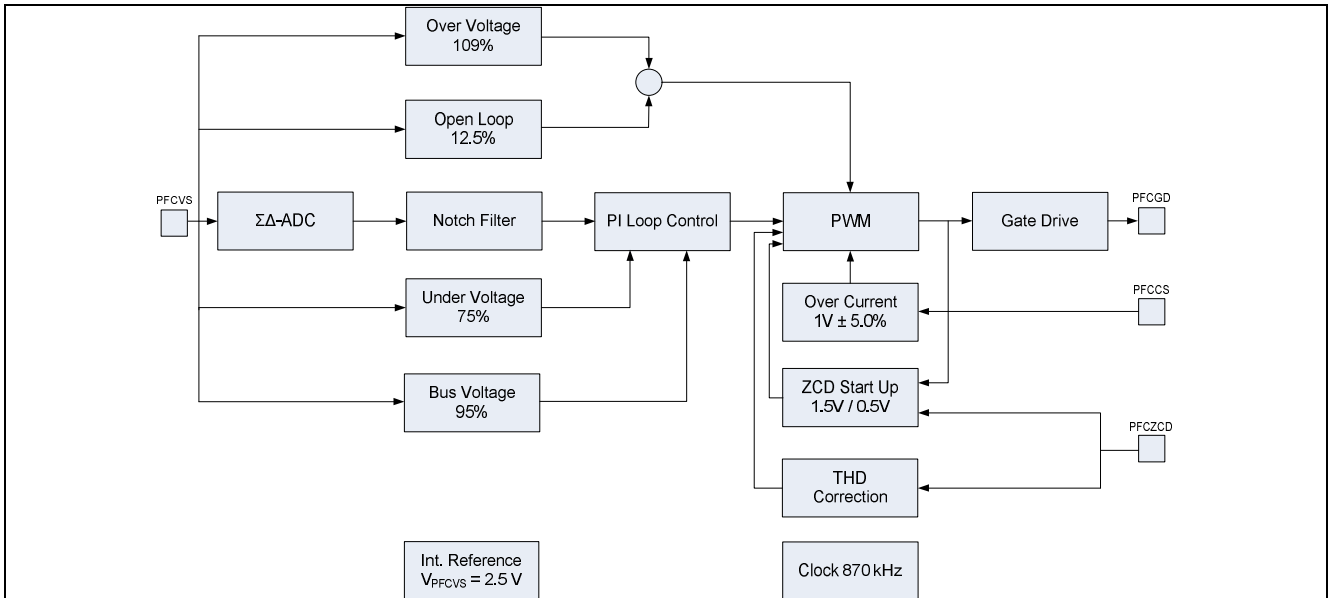 Over Voltage
109%
Open Loop
12.5%
PFCVS
ΣΔ-ADC
Notch Filter
PI Loop Control
PWM
Gate Drive
PFCGD
Under Voltage
75%
Over Current
1V ± 5.0%
PFCCS
Bus Voltage
95%
ZCD Start Up
1.5V / 0.5V
PFCZCD
THD
Correction
Int. Reference
VPFCVS = 2.5 V
Clock 870 kHz